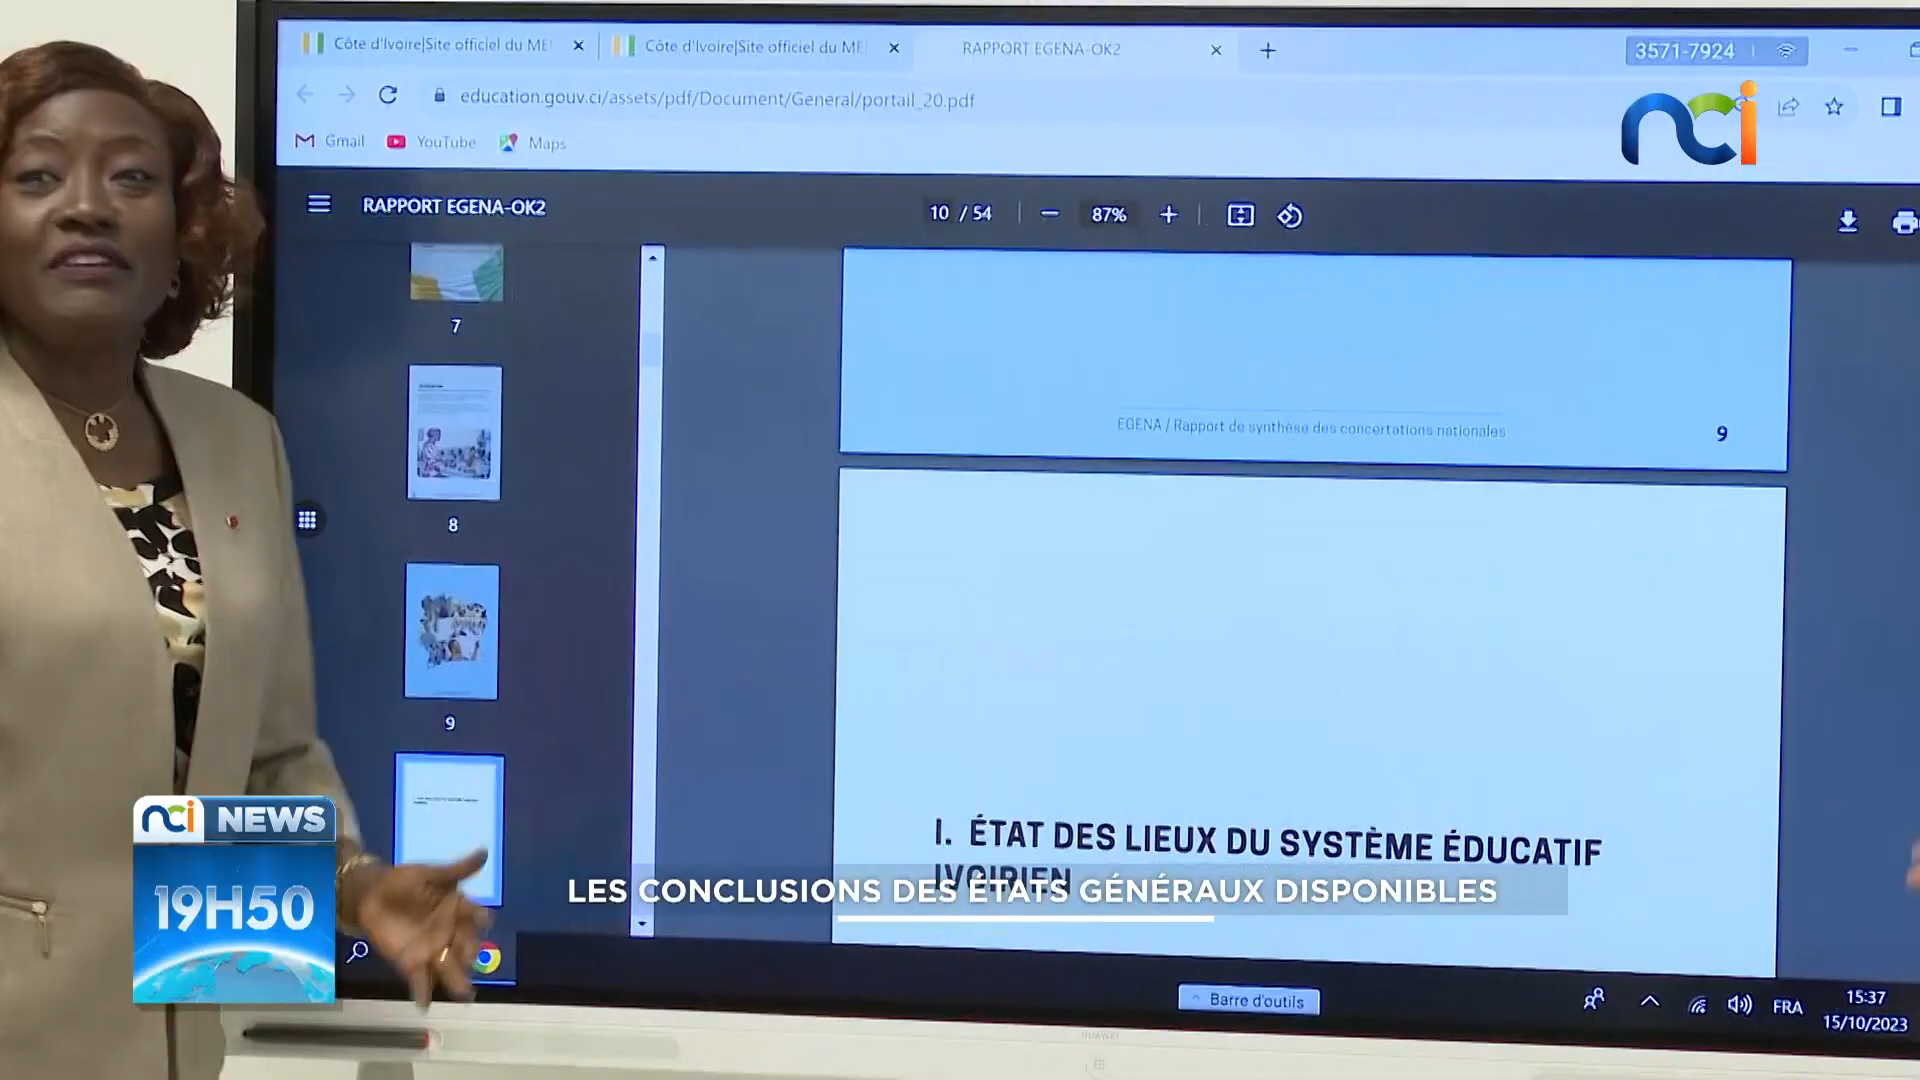 Côte d'Ivoire|Site officiel du ME
Côte d'Ivoire|Site officiel du ME
RAPPORT EGENA-OK2
3571-7924
education.gouv.ci/assets/pdf/Document/General/portail_20.pdf
Gmail
YouTube
Maps
nci
RAPPORT EGENA-OK2
10 / 54
87%
7
8
9
EGENA / Rapport de synthèse des concertations nationales
9
I. ÉTAT DES LIEUX DU SYSTÈME ÉDUCATIF
IVOIRIEN
nci NEWS
19H50
LES CONCLUSIONS DES ÉTATS GÉNÉRAUX DISPONIBLES
Barre d'outils
FRA
15:37
15/10/2023
HUAWEI